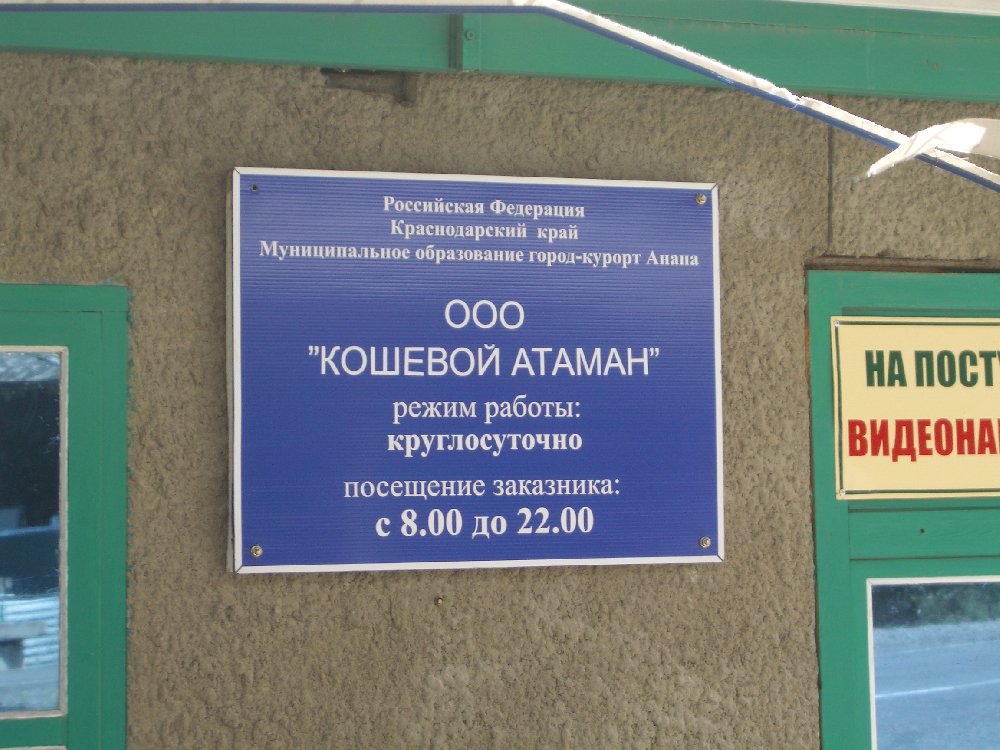 Российская Федерация
Краснодарский край
Муниципальное образование город-курорт Анапа
ООО
"КОШЕВОЙ АТАМАН"
режим работы:
круглосуточно
посещение заказника:
с 8.00 до 22.00
НА